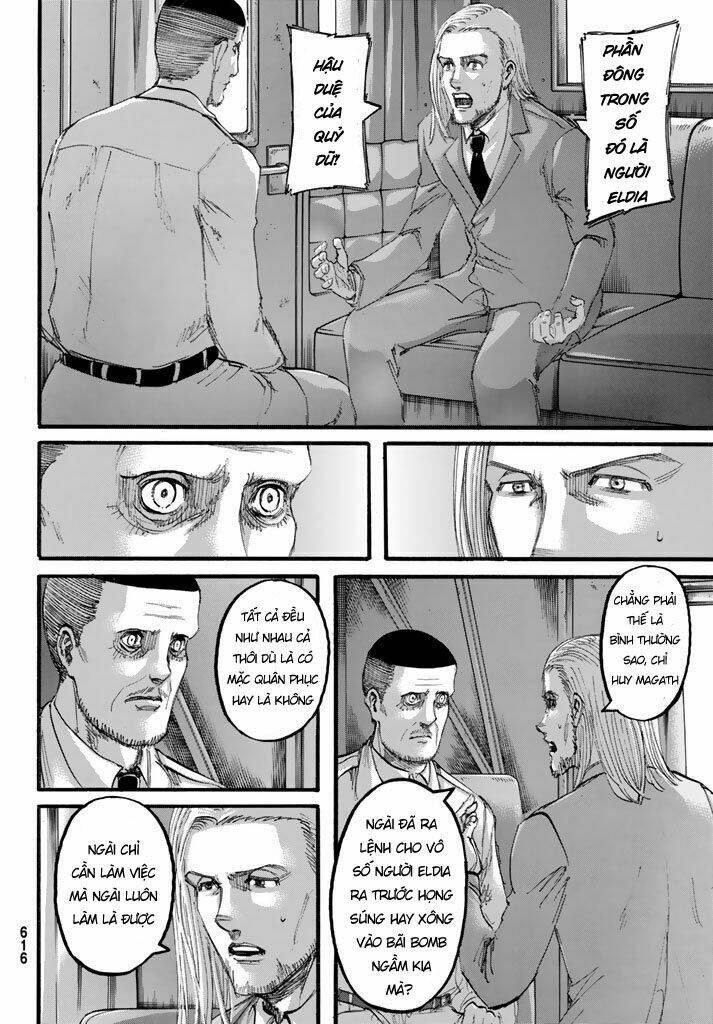 PHẦN
ĐÔNG
TRONG
SỐ
ĐÓ LÀ
NGƯỜI
ELDIA
HẬU
DUỆ
CỦA
QUỶ
DỮ?
CHẲNG PHẢI
THẾ LÀ
BÌNH THƯỜNG
SAO, CHỈ
HUY MAGATH
TẤT CẢ ĐỀU
NHƯ NHAU CẢ
THÔI DÙ LÀ CÓ
MẶC QUÂN PHỤC
HAY LÀ KHÔNG
NGÀI ĐÃ RA
LỆNH CHO VÔ
SỐ NGƯỜI ELDIA
RA TRƯỚC HỌNG
SÚNG HAY XÔNG
VÀO BÃI BOMB
NGẦM KIA
MÀ?
NGÀI CHỈ
CẦN LÀM VIỆC
MÀ NGÀI LUÔN
LÀM LÀ ĐƯỢC
616